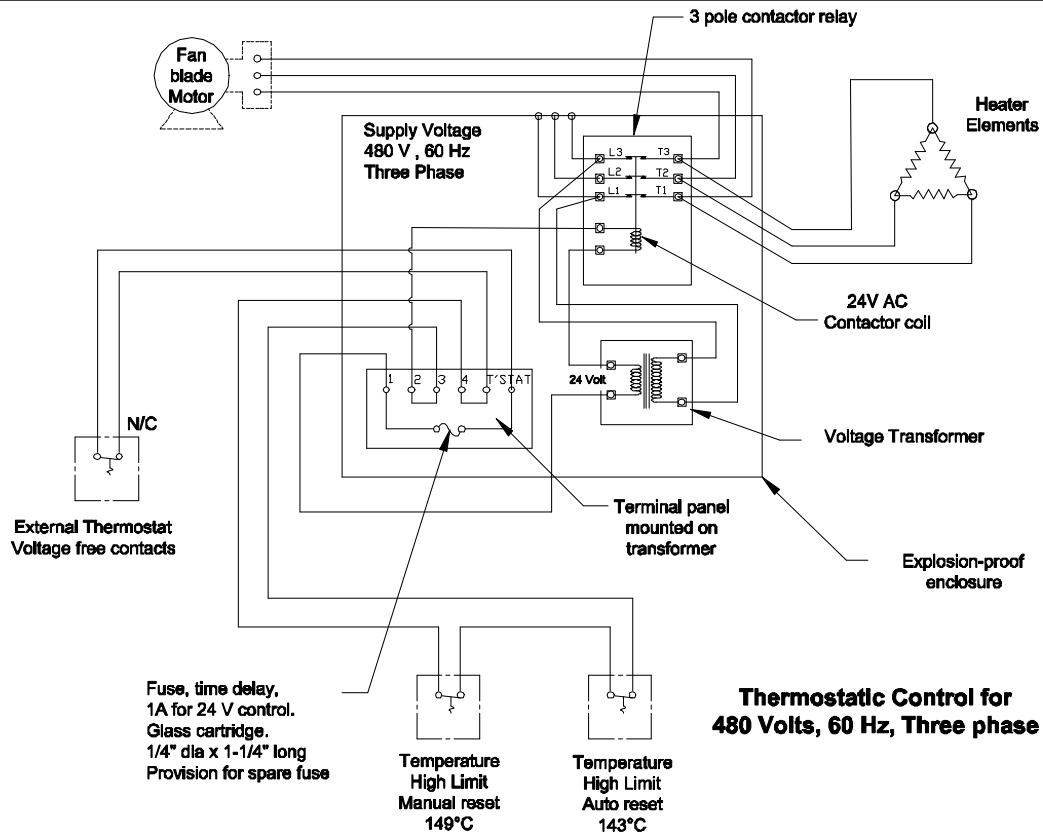 3 pole contactor relay
Fan
blade
Motor
Supply Voltage
480 V , 60 Hz
Three Phase
Heater
Elements
L3
T3
L2
T2
L1
T1
24V AC
Contactor coil
1 2 3 4 T'STAT
24 Volt
N/C
Voltage Transformer
External Thermostat
Voltage free contacts
Terminal panel
mounted on
transformer
Explosion-proof
enclosure
Fuse, time delay,
1A for 24 V control.
Glass cartridge.
1/4" dia x 1-1/4" long
Provision for spare fuse
Temperature
High Limit
Manual reset
149°C
Temperature
High Limit
Auto reset
143°C
Thermostatic Control for
480 Volts, 60 Hz, Three phase